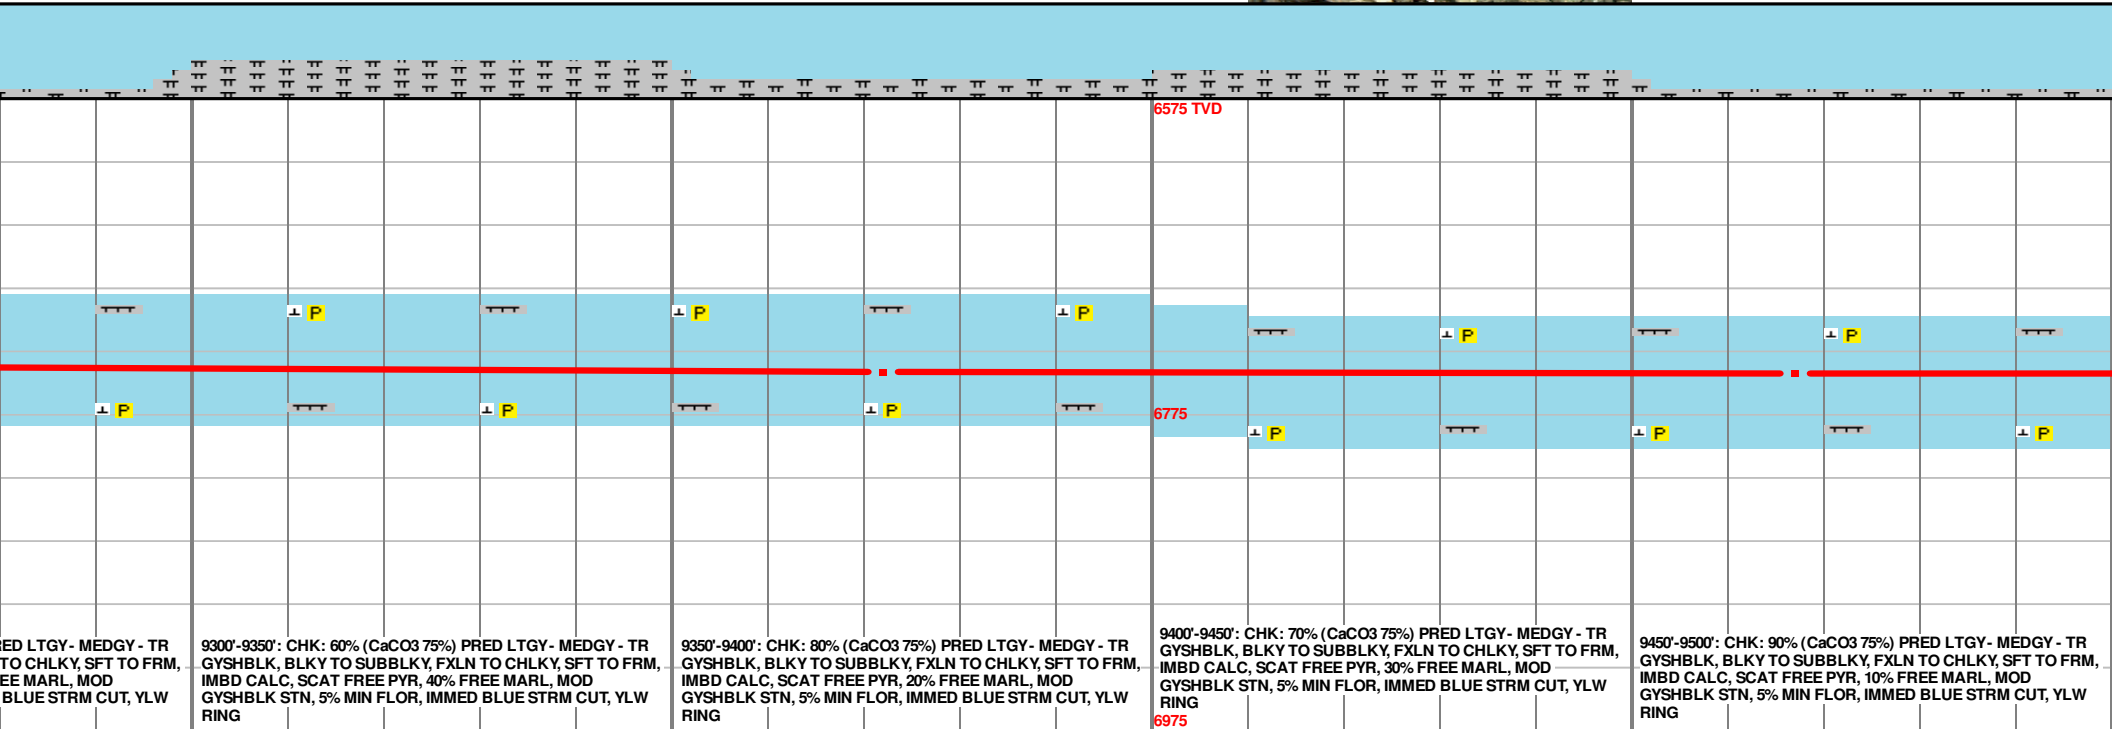 6575 TVD
P P P
P P
6775
P P P
P P P
RED LTGY- MEDGY - TR
TO CHLKY, SFT TO FRM,
EE MARL, MOD
BLUE STRM CUT, YLW
9300'-9350': CHK: 60% (CaCO3 75%) PRED LTGY- MEDGY - TR
GYSHBLK, BLKY TO SUBBLKY, FXLN TO CHLKY, SFT TO FRM,
IMBD CALC, SCAT FREE PYR, 40% FREE MARL, MOD
GYSHBLK STN, 5% MIN FLOR, IMMED BLUE STRM CUT, YLW
RING
9350'-9400': CHK: 80% (CaCO3 75%) PRED LTGY- MEDGY - TR
GYSHBLK, BLKY TO SUBBLKY, FXLN TO CHLKY, SFT TO FRM,
IMBD CALC, SCAT FREE PYR, 20% FREE MARL, MOD
GYSHBLK STN, 5% MIN FLOR, IMMED BLUE STRM CUT, YLW
RING
9400'-9450': CHK: 70% (CaCO3 75%) PRED LTGY- MEDGY - TR
GYSHBLK, BLKY TO SUBBLKY, FXLN TO CHLKY, SFT TO FRM,
IMBD CALC, SCAT FREE PYR, 30% FREE MARL, MOD
GYSHBLK STN, 5% MIN FLOR, IMMED BLUE STRM CUT, YLW
RING
6975
9450'-9500': CHK: 90% (CaCO3 75%) PRED LTGY- MEDGY - TR
GYSHBLK, BLKY TO SUBBLKY, FXLN TO CHLKY, SFT TO FRM,
IMBD CALC, SCAT FREE PYR, 10% FREE MARL, MOD
GYSHBLK STN, 5% MIN FLOR, IMMED BLUE STRM CUT, YLW
RING